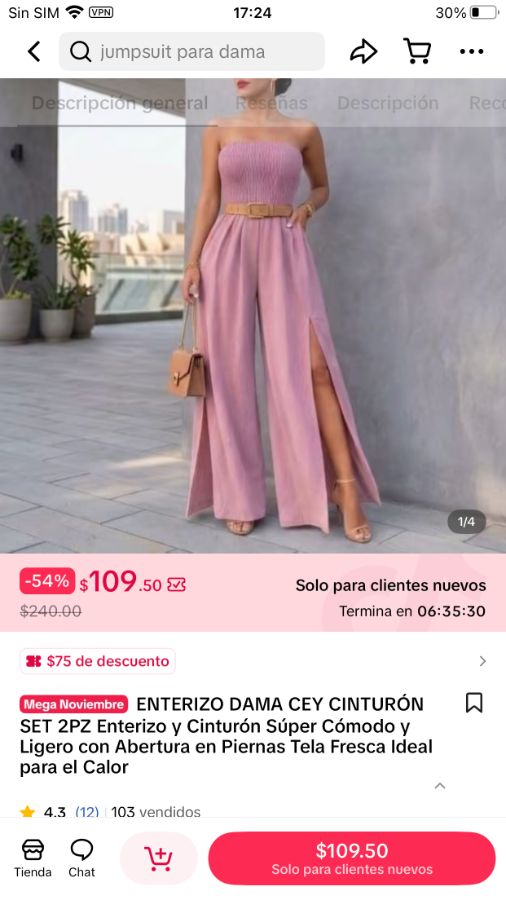 Sin SIM VPN 17:24 30%
jumpsuit para dama
Descripción general Reseñas Descripción Reco
1/4
-54% $109.50 Solo para clientes nuevos
$240.00 Termina en 06:35:30
$75 de descuento
Mega Noviembre ENTERIZO DAMA CEY CINTURÓN
SET 2PZ Enterizo y Cinturón Súper Cómodo y
Ligero con Abertura en Piernas Tela Fresca Ideal
para el Calor
4.3 (12) 103 vendidos
$109.50
Tienda Chat Solo para clientes nuevos